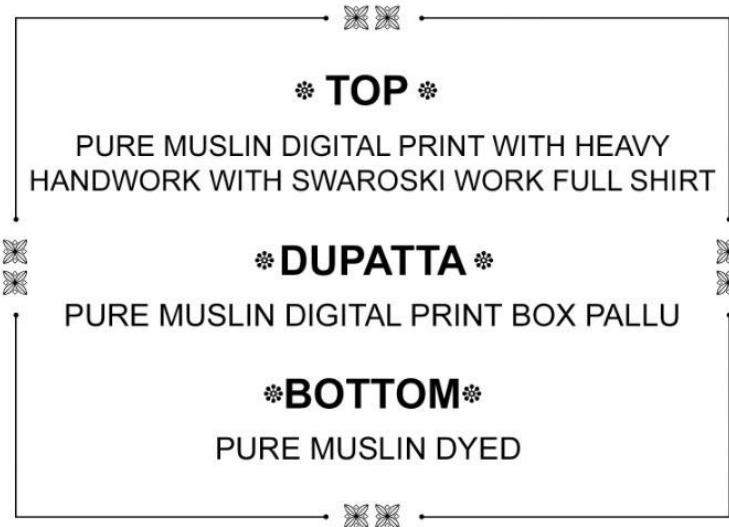 TOP
PURE MUSLIN DIGITAL PRINT WITH HEAVY
HANDWORK WITH SWAROSKI WORK FULL SHIRT
DUPATTA
PURE MUSLIN DIGITAL PRINT BOX PALLU
BOTTOM
PURE MUSLIN DYED